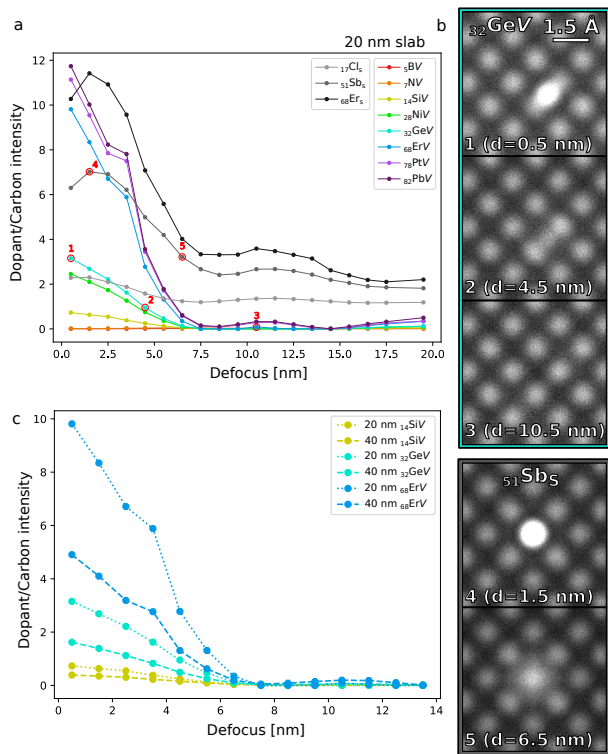 a
20 nm slab
12
10
8
6
4
2
0
Dopant/Carbon intensity
0.0 2.5 5.0 7.5 10.0 12.5 15.0 17.5 20.0
Defocus [nm]
₁₇Clₛ
₅₁Sbₛ
₆₈Erₛ
₅BV
₇NV
₁₄SiV
₂₈NiV
₃₂GeV
₆₈ErV
₇₈PtV
₈₂PbV
1
2
3
4
5
b
₃₂GeV 1.5 Å
1 (d=0.5 nm)
2 (d=4.5 nm)
3 (d=10.5 nm)
₅₁Sbₛ
4 (d=1.5 nm)
5 (d=6.5 nm)
c
10
8
6
4
2
0
Dopant/Carbon intensity
0 2 4 6 8 10 12 14
Defocus [nm]
20 nm ₁₄SiV
40 nm ₁₄SiV
20 nm ₃₂GeV
40 nm ₃₂GeV
20 nm ₆₈ErV
40 nm ₆₈ErV